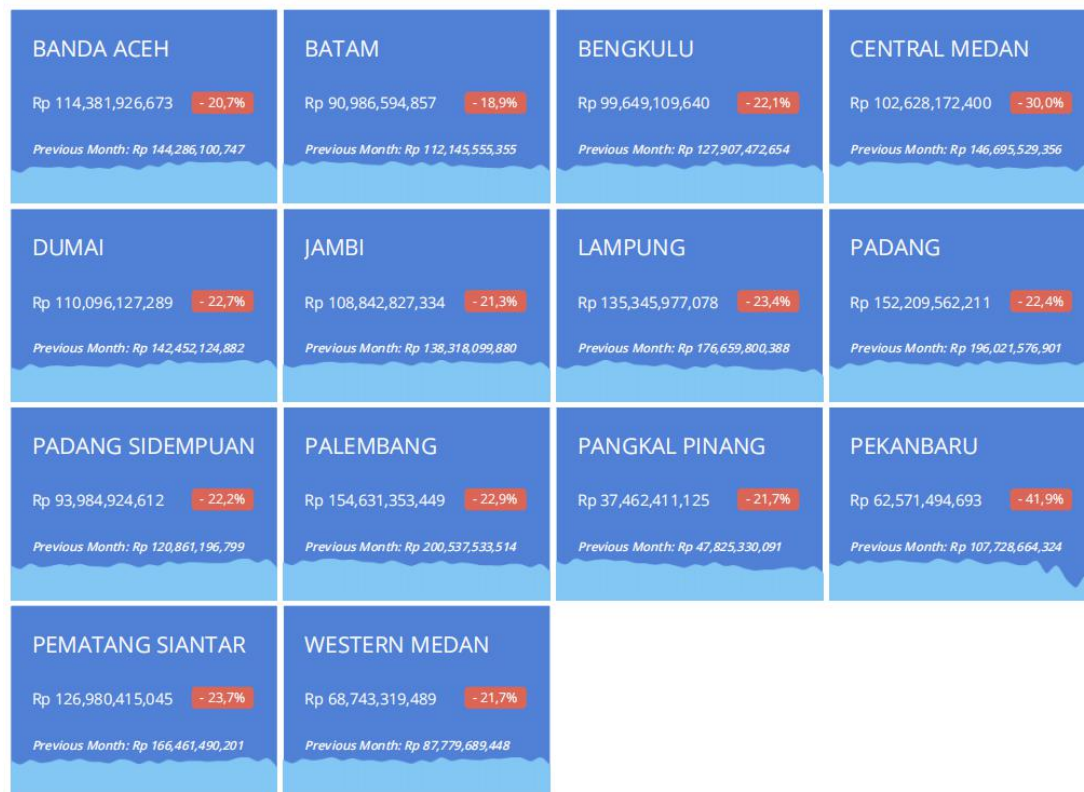 BANDA ACEH
Rp 114,381,926,673 - 20,7%
Previous Month: Rp 144,286,100,747
BATAM
Rp 90,986,594,857 - 18,9%
Previous Month: Rp 112,145,555,355
BENGKULU
Rp 99,649,109,640 - 22,1%
Previous Month: Rp 127,907,472,654
CENTRAL MEDAN
Rp 102,628,172,400 - 30,0%
Previous Month: Rp 146,695,529,356
DUMAI
Rp 110,096,127,289 - 22,7%
Previous Month: Rp 142,452,124,882
JAMBI
Rp 108,842,827,334 - 21,3%
Previous Month: Rp 138,318,099,880
LAMPUNG
Rp 135,345,977,078 - 23,4%
Previous Month: Rp 176,659,800,388
PADANG
Rp 152,209,562,211 - 22,4%
Previous Month: Rp 196,021,576,901
PADANG SIDEMPUAN
Rp 93,984,924,612 - 22,2%
Previous Month: Rp 120,861,196,799
PALEMBANG
Rp 154,631,353,449 - 22,9%
Previous Month: Rp 200,537,533,514
PANGKAL PINANG
Rp 37,462,411,125 - 21,7%
Previous Month: Rp 47,825,330,091
PEKANBARU
Rp 62,571,494,693 - 41,9%
Previous Month: Rp 107,728,664,324
PEMATANG SIANTAR
Rp 126,980,415,045 - 23,7%
Previous Month: Rp 166,461,490,201
WESTERN MEDAN
Rp 68,743,319,489 - 21,7%
Previous Month: Rp 87,779,689,448